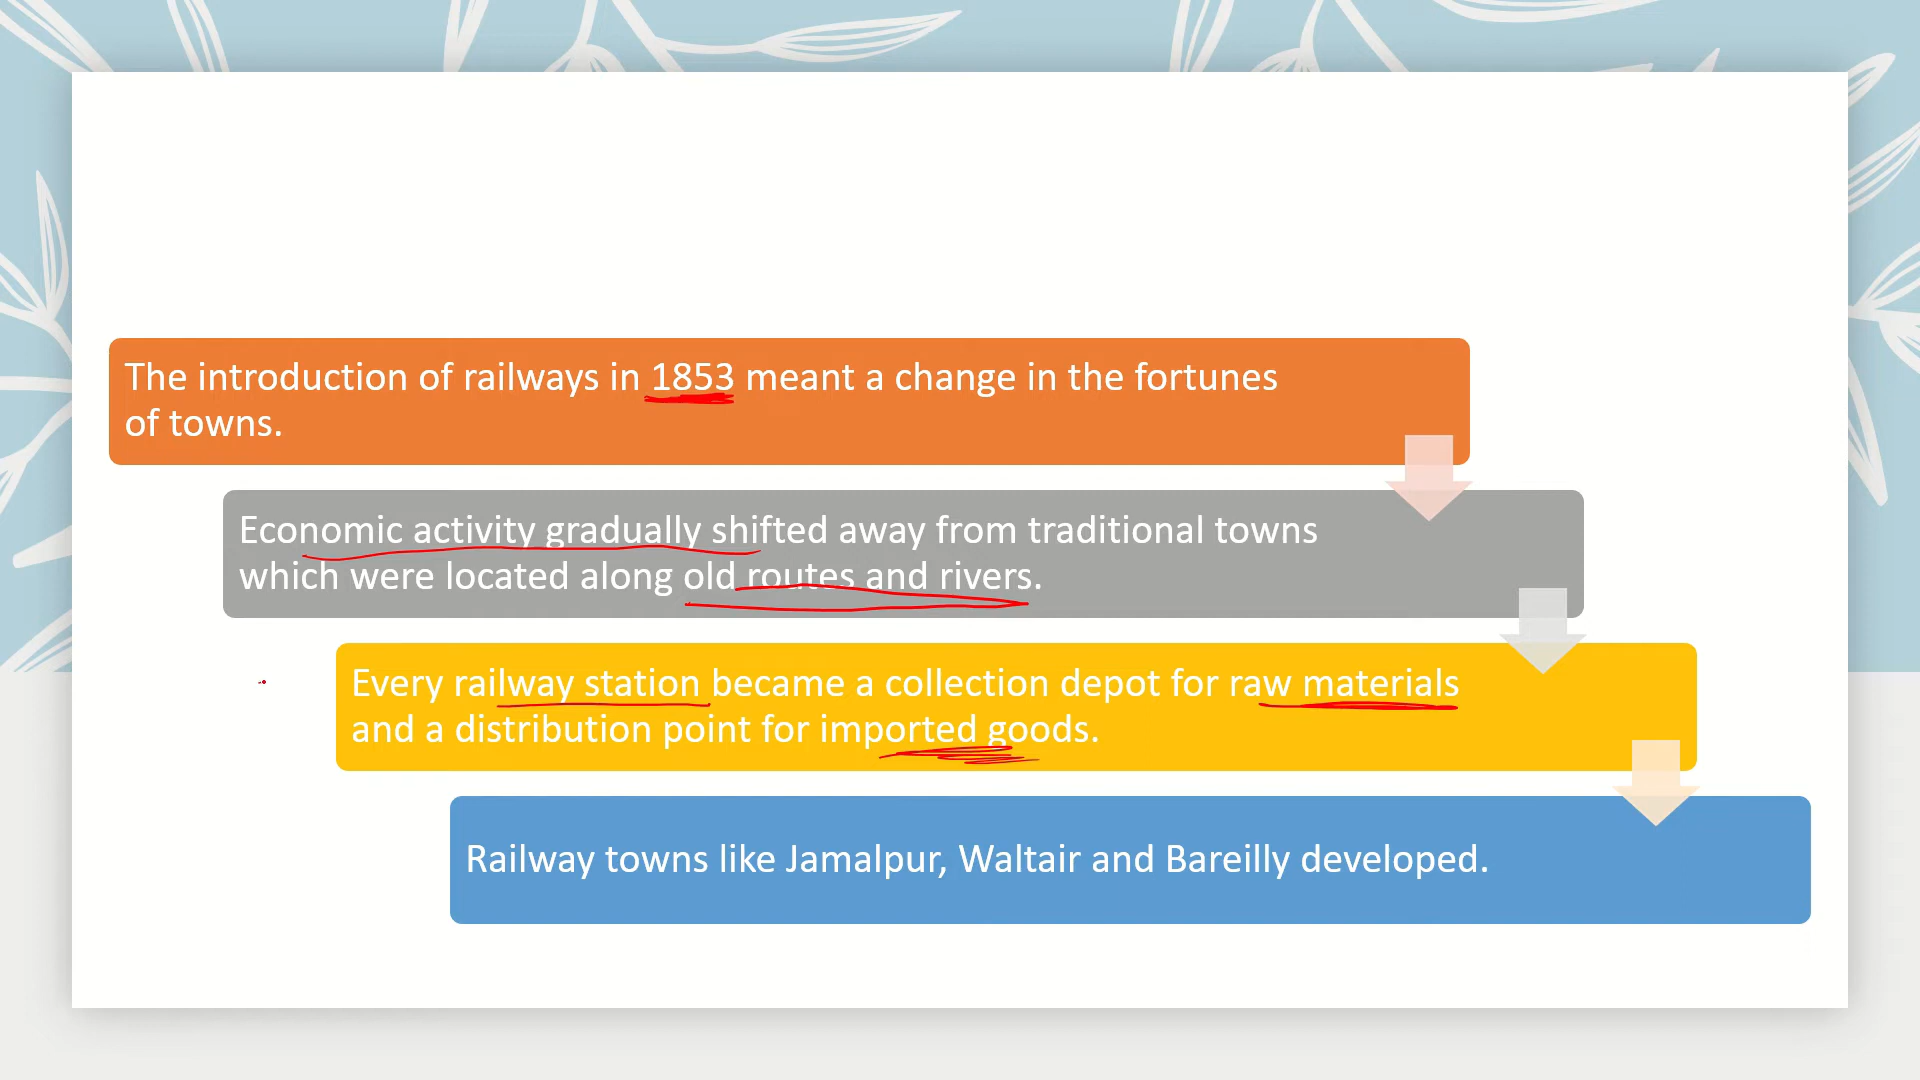 The introduction of railways in 1853 meant a change in the fortunes
of towns.
Economic activity gradually shifted away from traditional towns
which were located along old routes and rivers.
Every railway station became a collection depot for raw materials
and a distribution point for imported goods.
Railway towns like Jamalpur, Waltair and Bareilly developed.